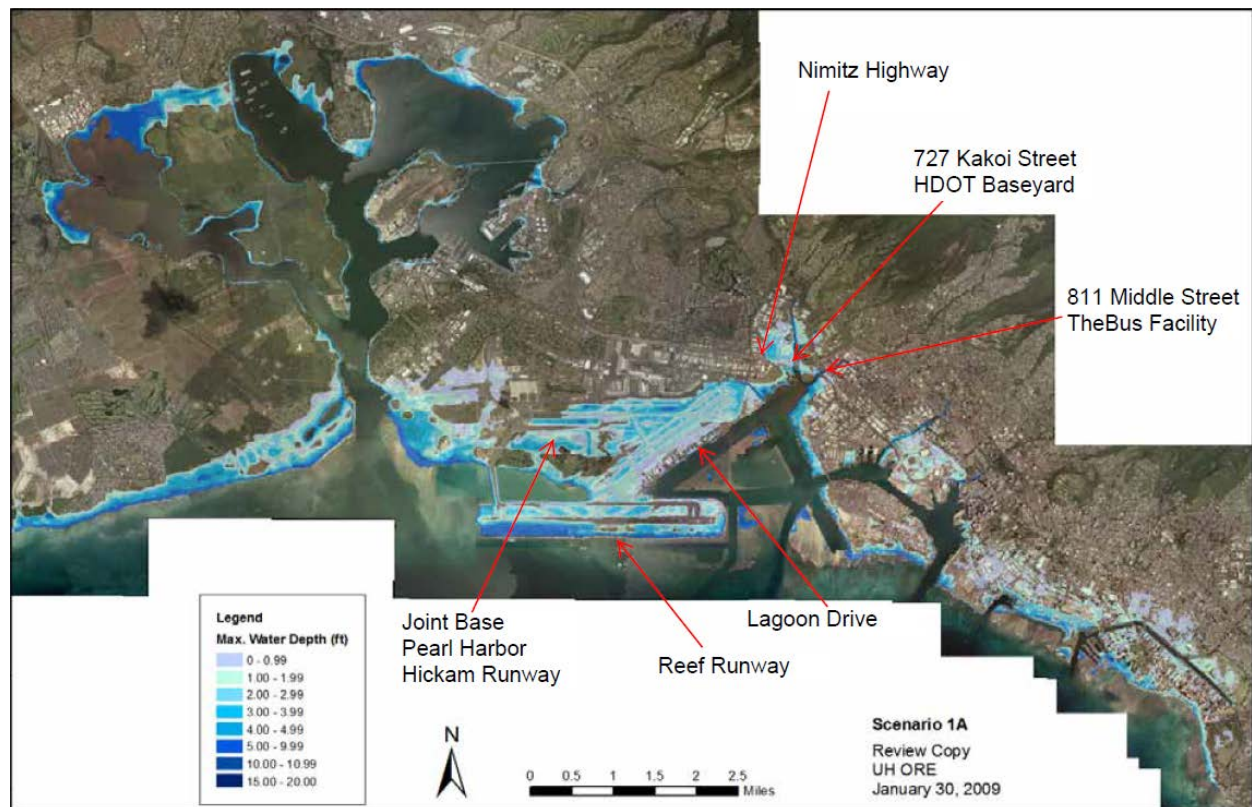 Nimitz Highway
727 Kakoi Street
HDOT Baseyard
811 Middle Street
TheBus Facility
Joint Base
Pearl Harbor
Hickam Runway
Reef Runway
Lagoon Drive
Legend
Max. Water Depth (ft)
0 - 0.99
1.00 - 1.99
2.00 - 2.99
3.00 - 3.99
4.00 - 4.99
5.00 - 9.99
10.00 - 10.99
15.00 - 20.00
N
0 0.5 1 1.5 2 2.5
Miles
Scenario 1A
Review Copy
UH ORE
January 30, 2009